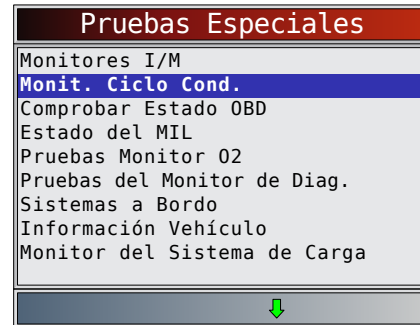 Pruebas Especiales
Monitores I/M
Monit. Ciclo Cond.
Comprobar Estado OBD
Estado del MIL
Pruebas Monitor O2
Pruebas del Monitor de Diag.
Sistemas a Bordo
Información Vehículo
Monitor del Sistema de Carga